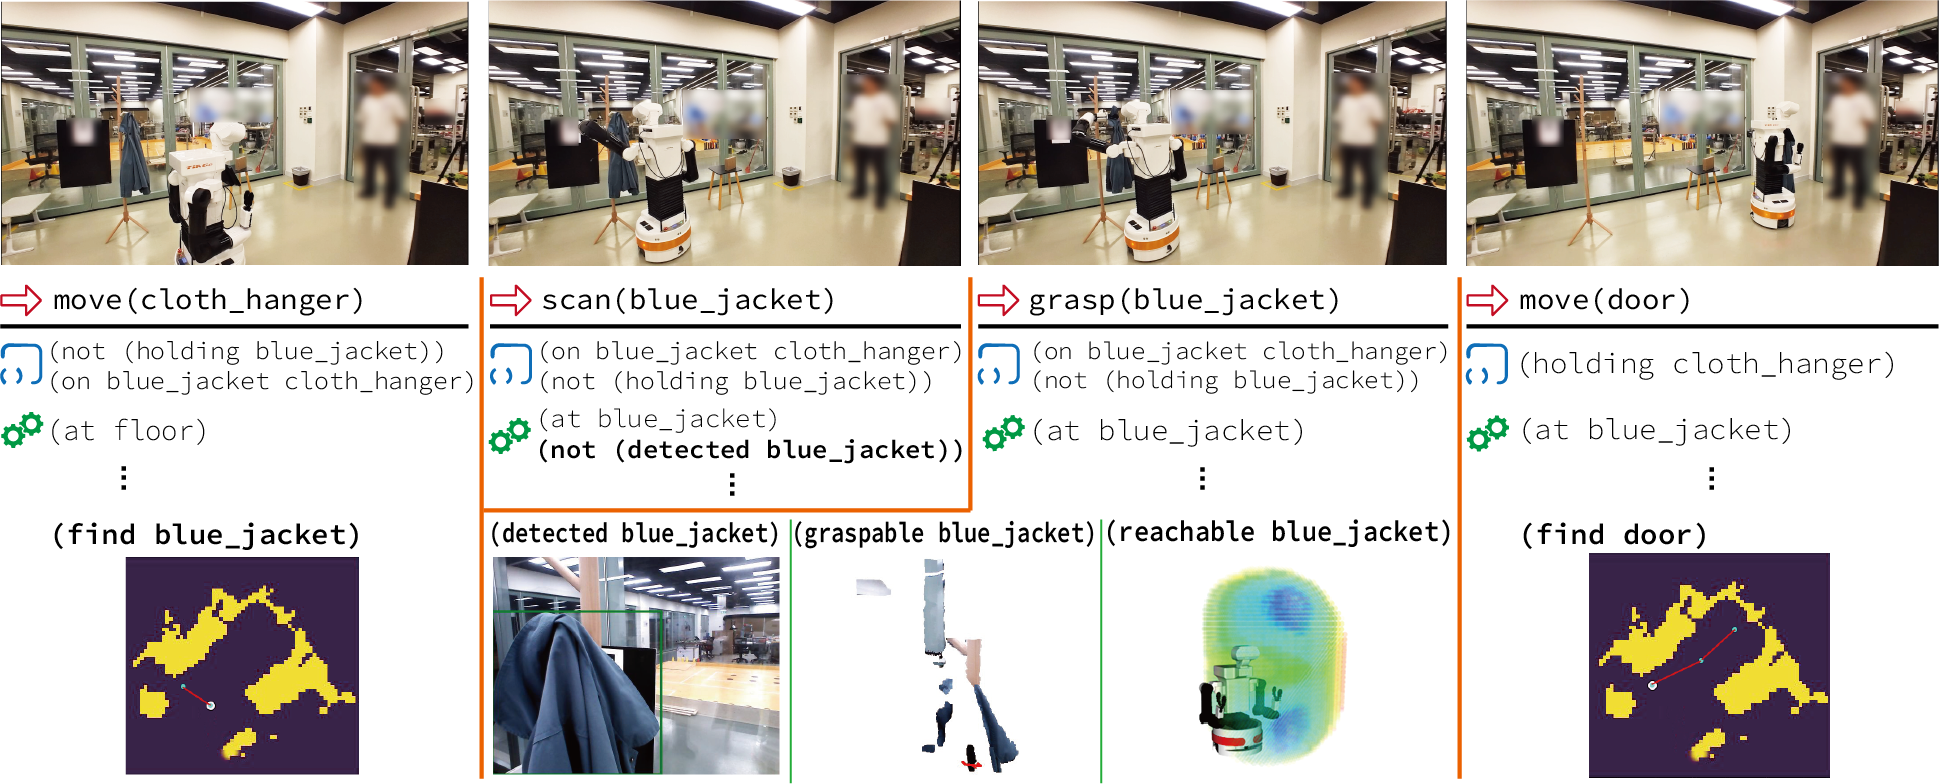 move(cloth_hanger)
(not (holding blue_jacket))
(on blue_jacket cloth_hanger)
(at floor)
⋮
(find blue_jacket)
scan(blue_jacket)
(on blue_jacket cloth_hanger)
(not (holding blue_jacket))
(at blue_jacket)
(not (detected blue_jacket))
⋮
grasp(blue_jacket)
(on blue_jacket cloth_hanger)
(not (holding blue_jacket))
(at blue_jacket)
⋮
(detected blue_jacket)
(graspable blue_jacket)
(reachable blue_jacket)
move(door)
(holding cloth_hanger)
(at blue_jacket)
⋮
(find door)